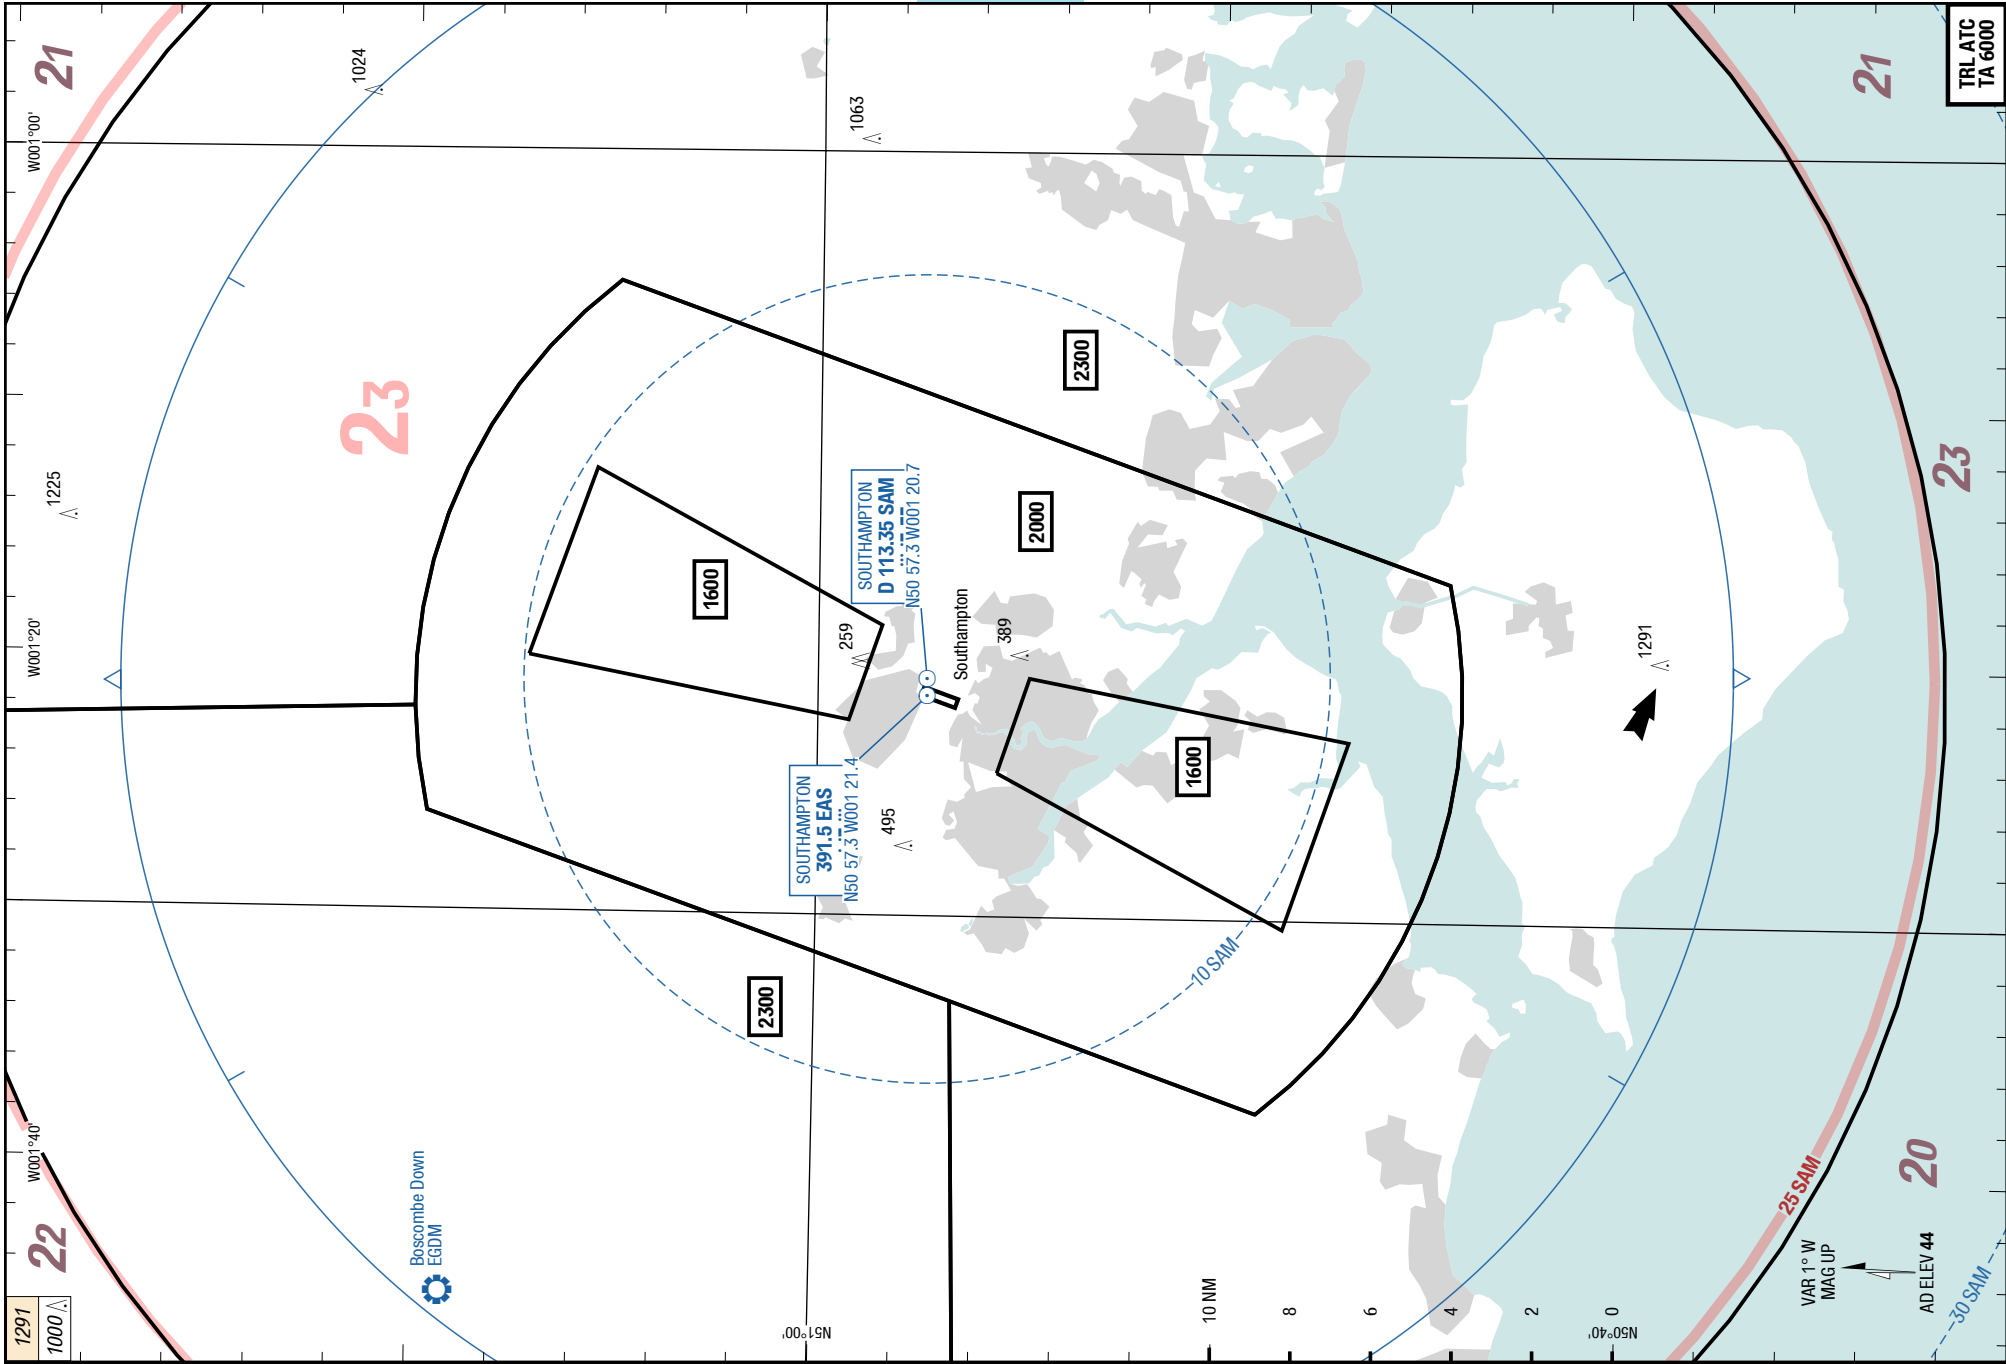 1291
1000
22
W001°40'
W001°20'
W001°00'
21
1225
1024
23
Boscombe Down
EGDM
1063
1600
2300
2300
SOUTHAMPTON
D 113.35 SAM
N50 57.3 W001 20.7
SOUTHAMPTON
391.5 EAS
N50 57.3 W001 21.4
259
495
Southampton
389
2000
N51°00'
1600
10 SAM
10 NM
8
6
4
2
0
N50°40'
1291
25 SAM
VAR 1° W
MAG UP
AD ELEV 44
30 SAM
20
23
21
TRL ATC
TA 6000